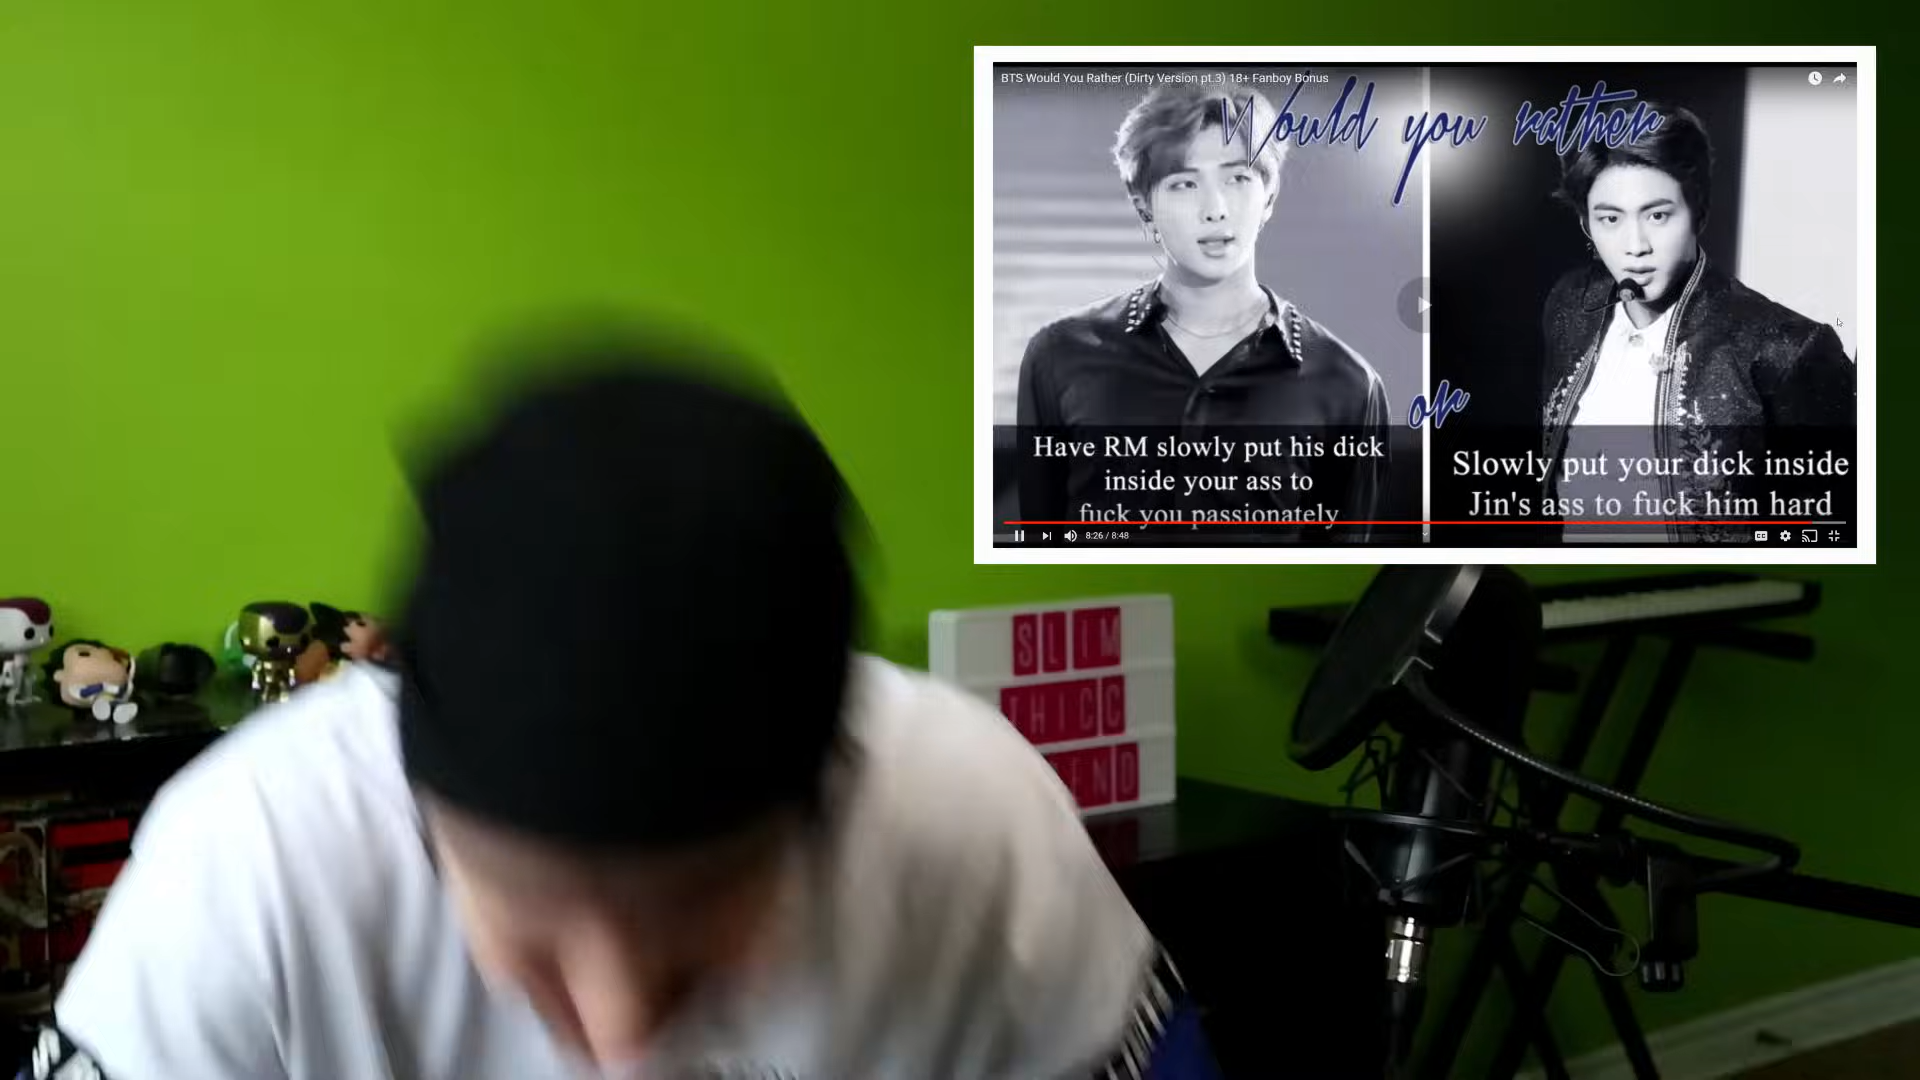 BTS Would You Rather (Dirty Version pt.3) 18+ Fanboy Bonus
Would you rather
or
Have RM slowly put his dick
inside your ass to
fuck you passionately
Slowly put your dick inside
Jin's ass to fuck him hard
8:26 / 8:48
SLIM
THICC
END